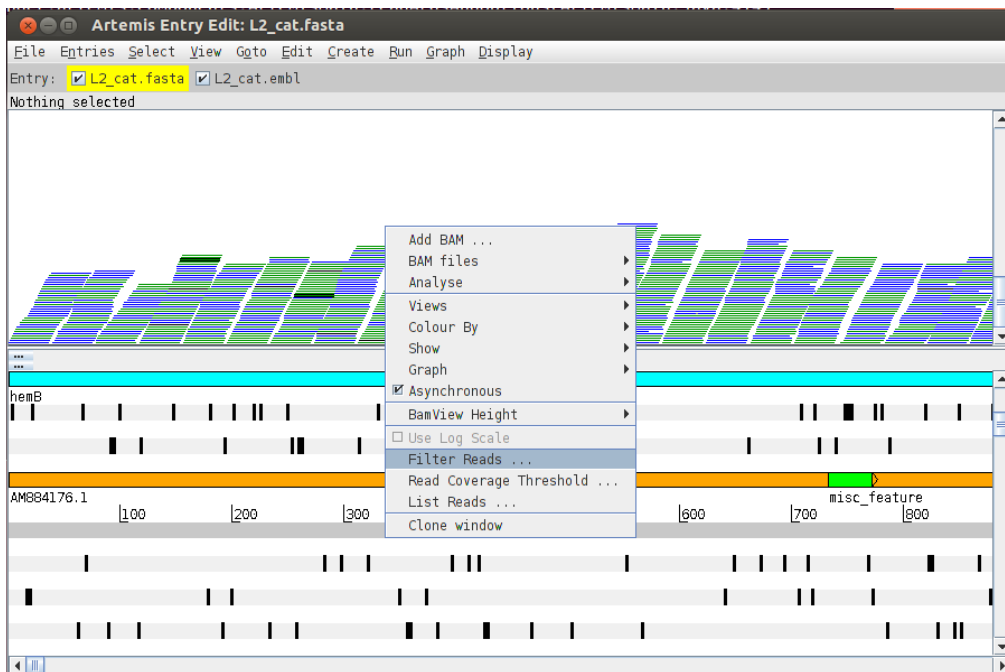 Artemis Entry Edit: L2_cat.fasta
File Entries Select View Goto Edit Create Run Graph Display
Entry: L2_cat.fasta L2_cat.embl
Nothing selected
Add BAM ...
BAM files
Analyse
Views
Colour By
Show
Graph
Asynchronous
BamView Height
Use Log Scale
Filter Reads ...
Read Coverage Threshold ...
List Reads ...
Clone window
hemB
AM884176.1 misc_feature
100 200 300 600 700 800